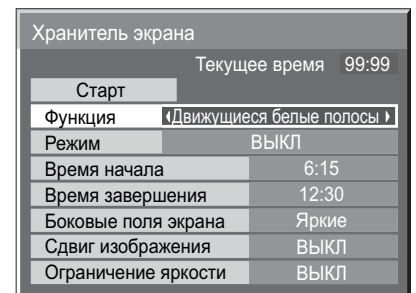 Хранитель экрана
Текущее время 99:99
Старт
Функция Движущиеся белые полосы
Режим ВЫКЛ
Время начала 6:15
Время завершения 12:30
Боковые поля экрана Яркие
Сдвиг изображения ВЫКЛ
Ограничение яркости ВЫКЛ